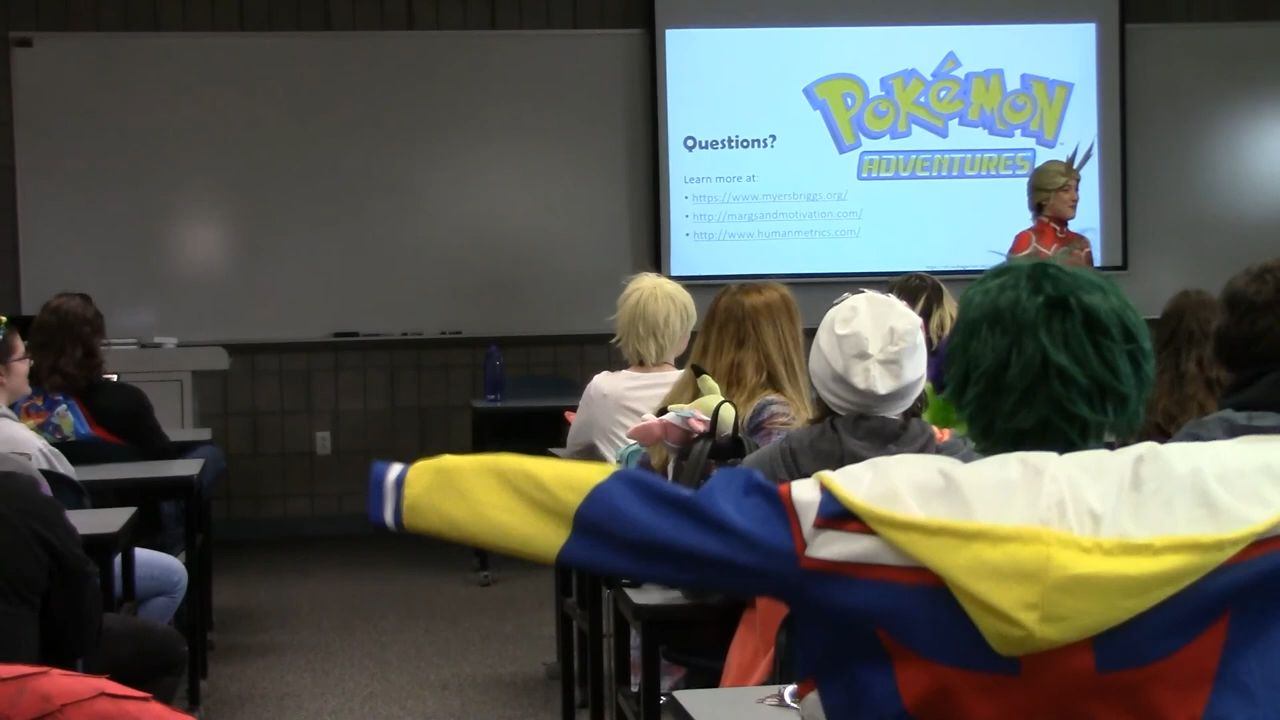 POKéMON
ADVENTURES
Questions?
Learn more at:
• https://www.myersbriggs.org/
• http://margsandmotivation.com/
• http://www.humanmetrics.com/